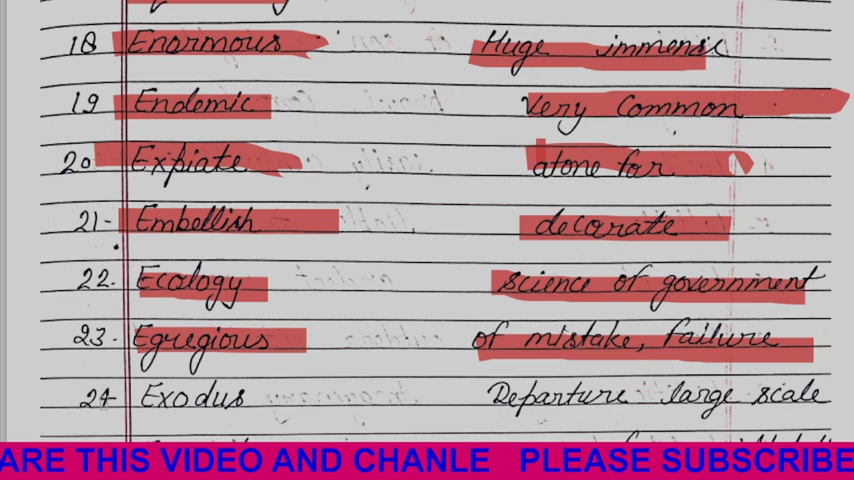 18 Enormous Huge immense
19 Endemic very common
20 Expiate atone for
21- Embellish decorate
22. Ecology science of government
23. Egregious of mistake, failure
24 Exodus Departure large scale
ARE THIS VIDEO AND CHANLE PLEASE SUBSCRIBE